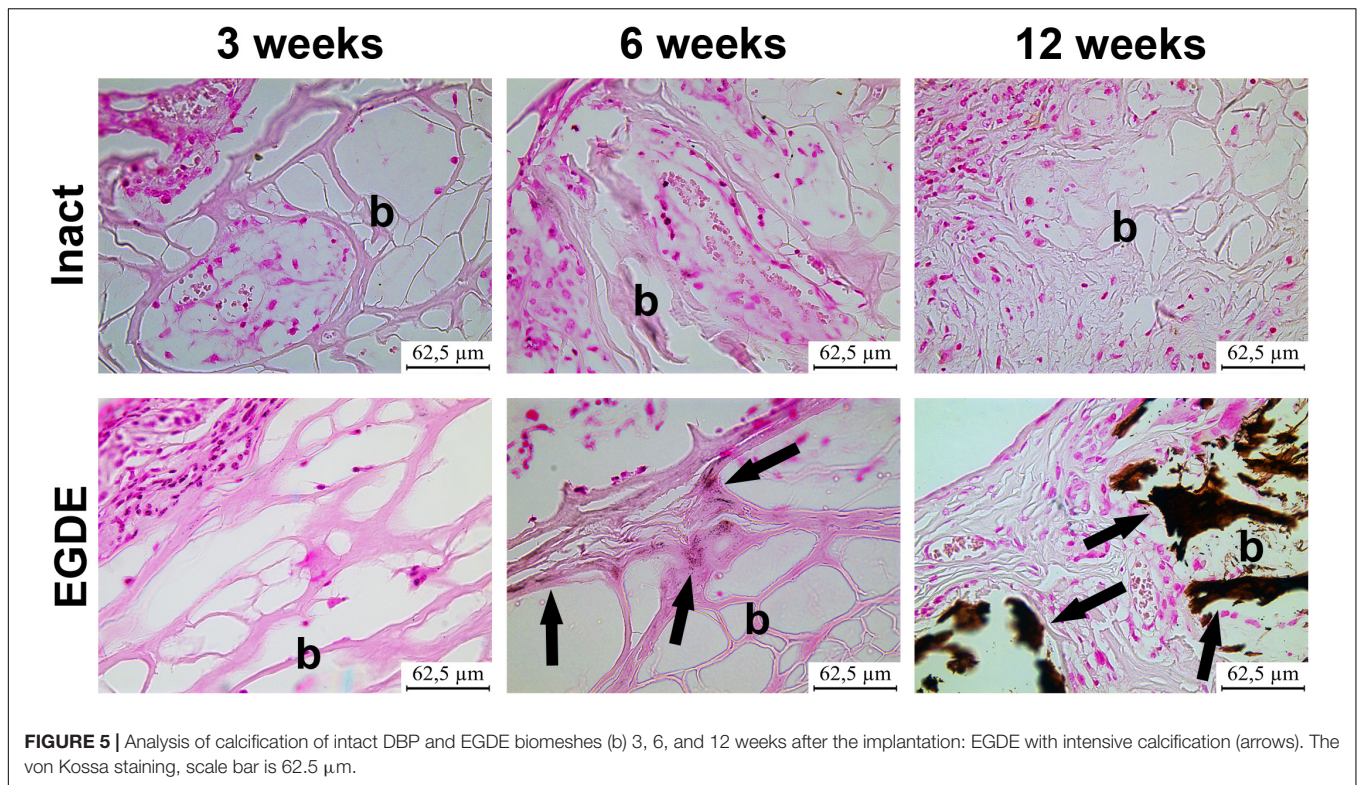 3 weeks 6 weeks 12 weeks
Inact
b b b
62,5 µm 62,5 µm 62,5 µm
EGDE
b b b
62,5 µm 62,5 µm 62,5 µm
FIGURE 5 | Analysis of calcification of intact DBP and EGDE biomeshes (b) 3, 6, and 12 weeks after the implantation: EGDE with intensive calcification (arrows). The
von Kossa staining, scale bar is 62.5 µm.